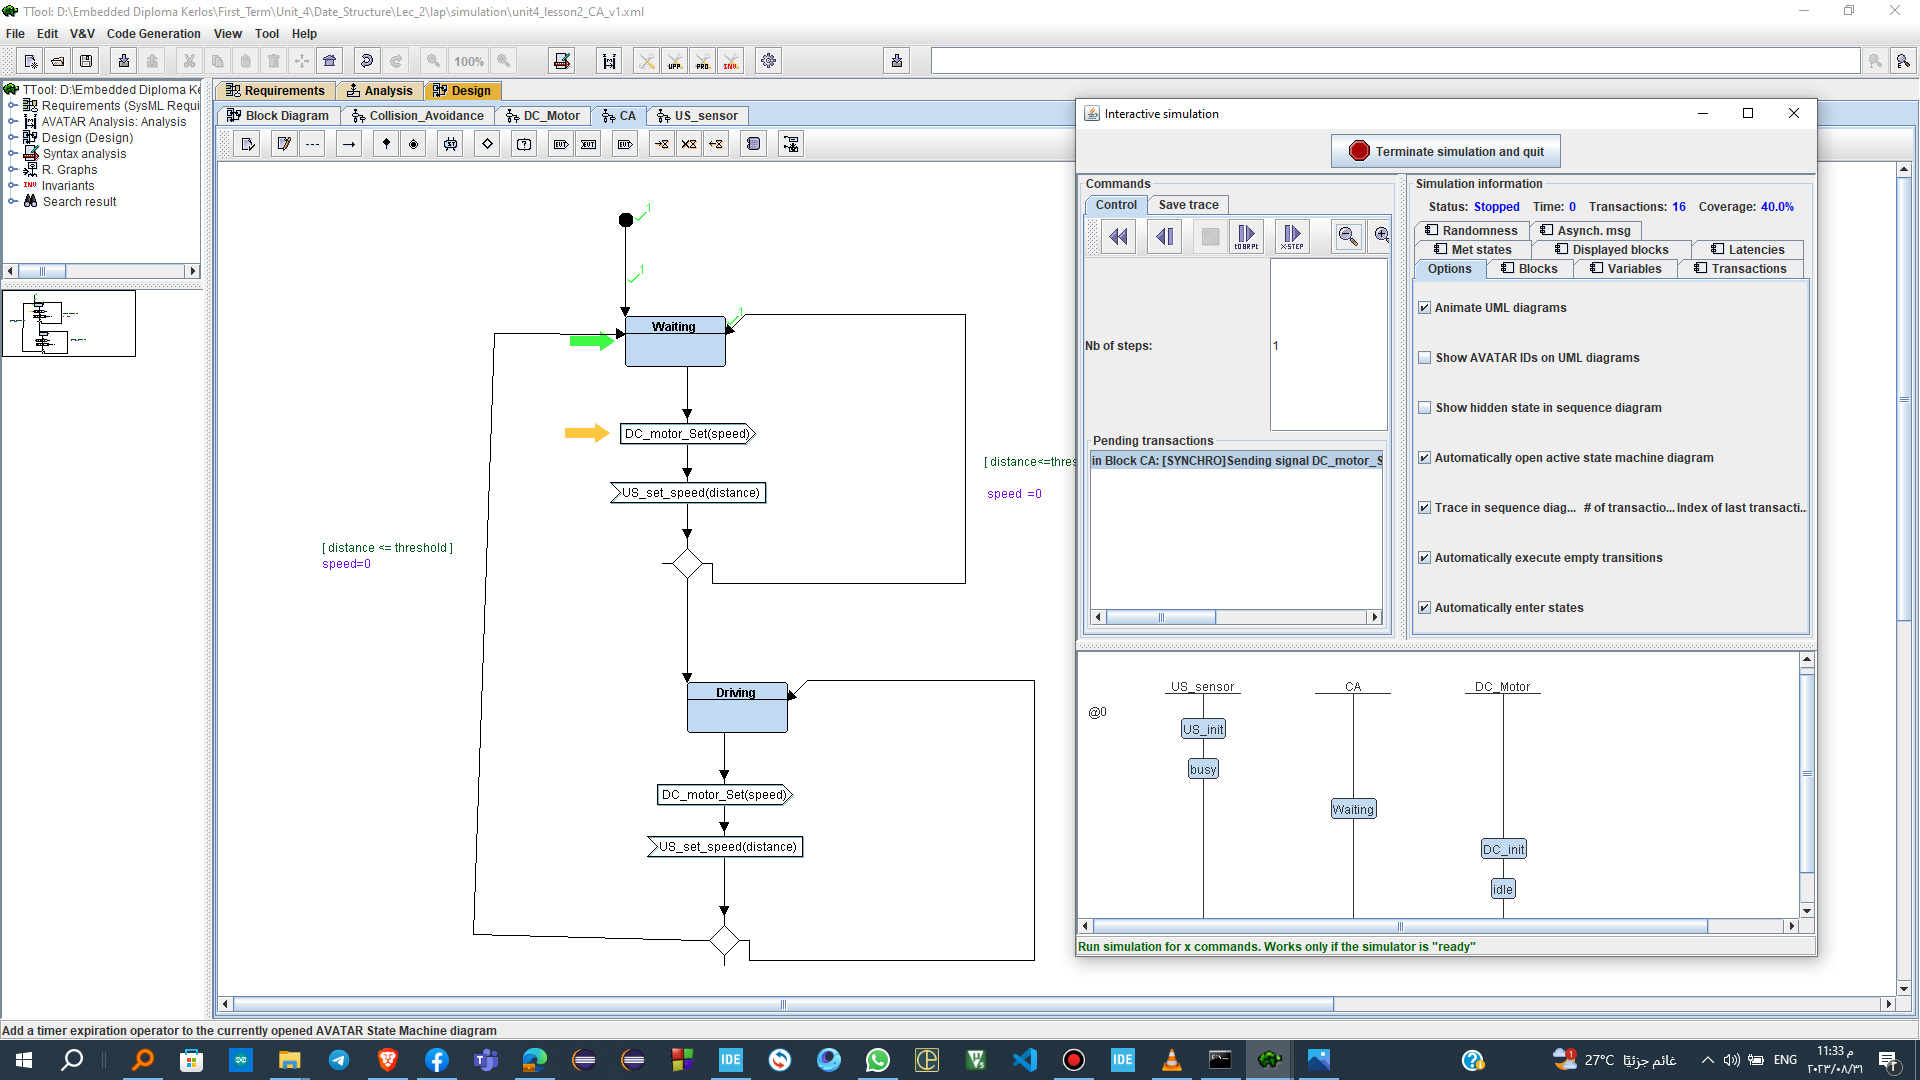 TTool: D:\Embedded Diploma Kerlos\First_Term\Unit_4\Date_Structure\Lec_2\lap\simulation\unit4_lesson2_CA_v1.xml
File Edit V&V Code Generation View Tool Help
100%
TTool: D:\Embedded Diploma Ke
Requirements (SysML Requi
AVATAR Analysis: Analysis
Design (Design)
Syntax analysis
R. Graphs
Invariants
Search result
Requirements Analysis Design
Block Diagram Collision_Avoidance DC_Motor CA US_sensor
1
1
1
Waiting
DC_motor_Set(speed)
US_set_speed(distance)
[ distance<=thres
speed =0
[ distance <= threshold ]
speed=0
Driving
DC_motor_Set(speed)
US_set_speed(distance)
Interactive simulation
Terminate simulation and quit
Commands
Control Save trace
toBRPt X-STEP
Nb of steps:
1
Pending transactions
in Block CA: [SYNCHRO]Sending signal DC_motor_S
Simulation information
Status: Stopped Time: 0 Transactions: 16 Coverage: 40.0%
Randomness Asynch. msg
Met states Displayed blocks Latencies
Options Blocks Variables Transactions
Animate UML diagrams
Show AVATAR IDs on UML diagrams
Show hidden state in sequence diagram
Automatically open active state machine diagram
Trace in sequence diag... # of transactio... Index of last transacti...
Automatically execute empty transitions
Automatically enter states
US_sensor CA DC_Motor
@0
US_init
busy
Waiting
DC_init
idle
Run simulation for x commands. Works only if the simulator is "ready"
Add a timer expiration operator to the currently opened AVATAR State Machine diagram
IDE IDE
1 27°C غائم جزئيًا ENG
11:33 م
٢٠٢٣/٠٨/٣١